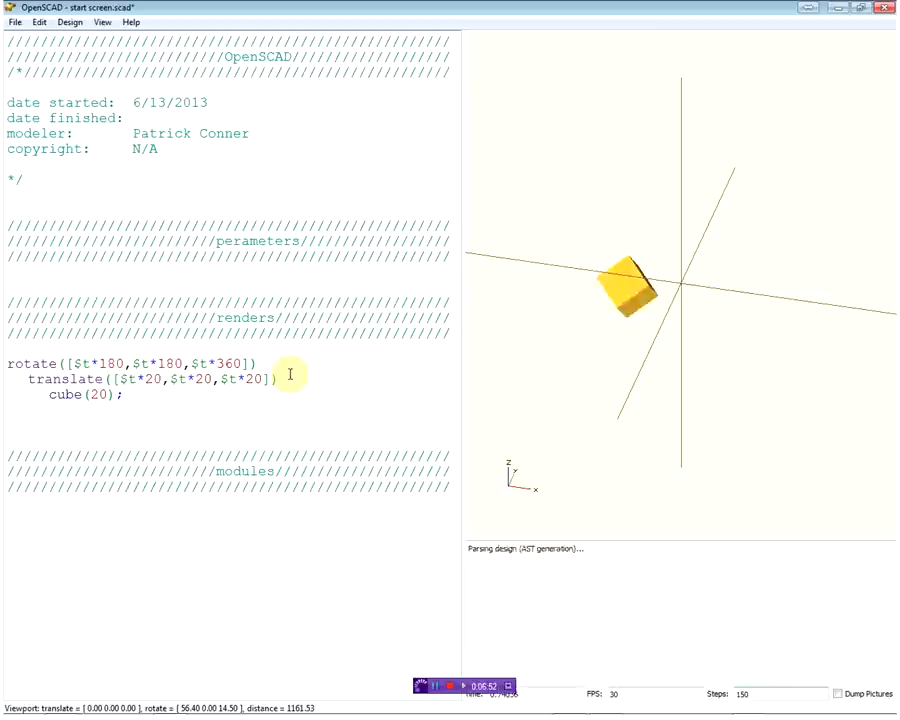 OpenSCAD - start screen.scad*
File Edit Design View Help
/////////////////////////////////////////////////////
//////////////////////////OpenSCAD///////////////////
/*///////////////////////////////////////////////////
date started: 6/13/2013
date finished:
modeler: Patrick Conner
copyright: N/A
*/
/////////////////////////////////////////////////////
/////////////////////////perameters//////////////////
/////////////////////////////////////////////////////
/////////////////////////////////////////////////////
/////////////////////////renders/////////////////////
/////////////////////////////////////////////////////
rotate([$t*180,$t*180,$t*360])
translate([$t*20,$t*20,$t*20])
cube(20);
/////////////////////////////////////////////////////
/////////////////////////modules/////////////////////
/////////////////////////////////////////////////////
z
y
x
Parsing design (AST generation)...
0:06:52
FPS: 30 Steps: 150 Dump Pictures
Viewport: translate = [ 0.00 0.00 0.00 ], rotate = [ 56.40 0.00 14.50 ], distance = 1161.53